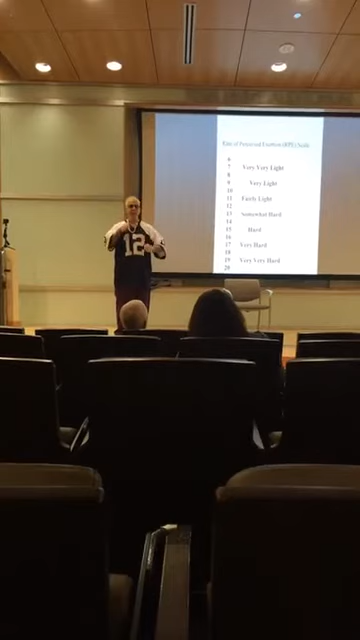 Rate of Perceived Exertion (RPE) Scale
6
7 Very Very Light
8
9 Very Light
10
11 Fairly Light
12
13 Somewhat Hard
14
15 Hard
16
17 Very Hard
18
19 Very Very Hard
20
12